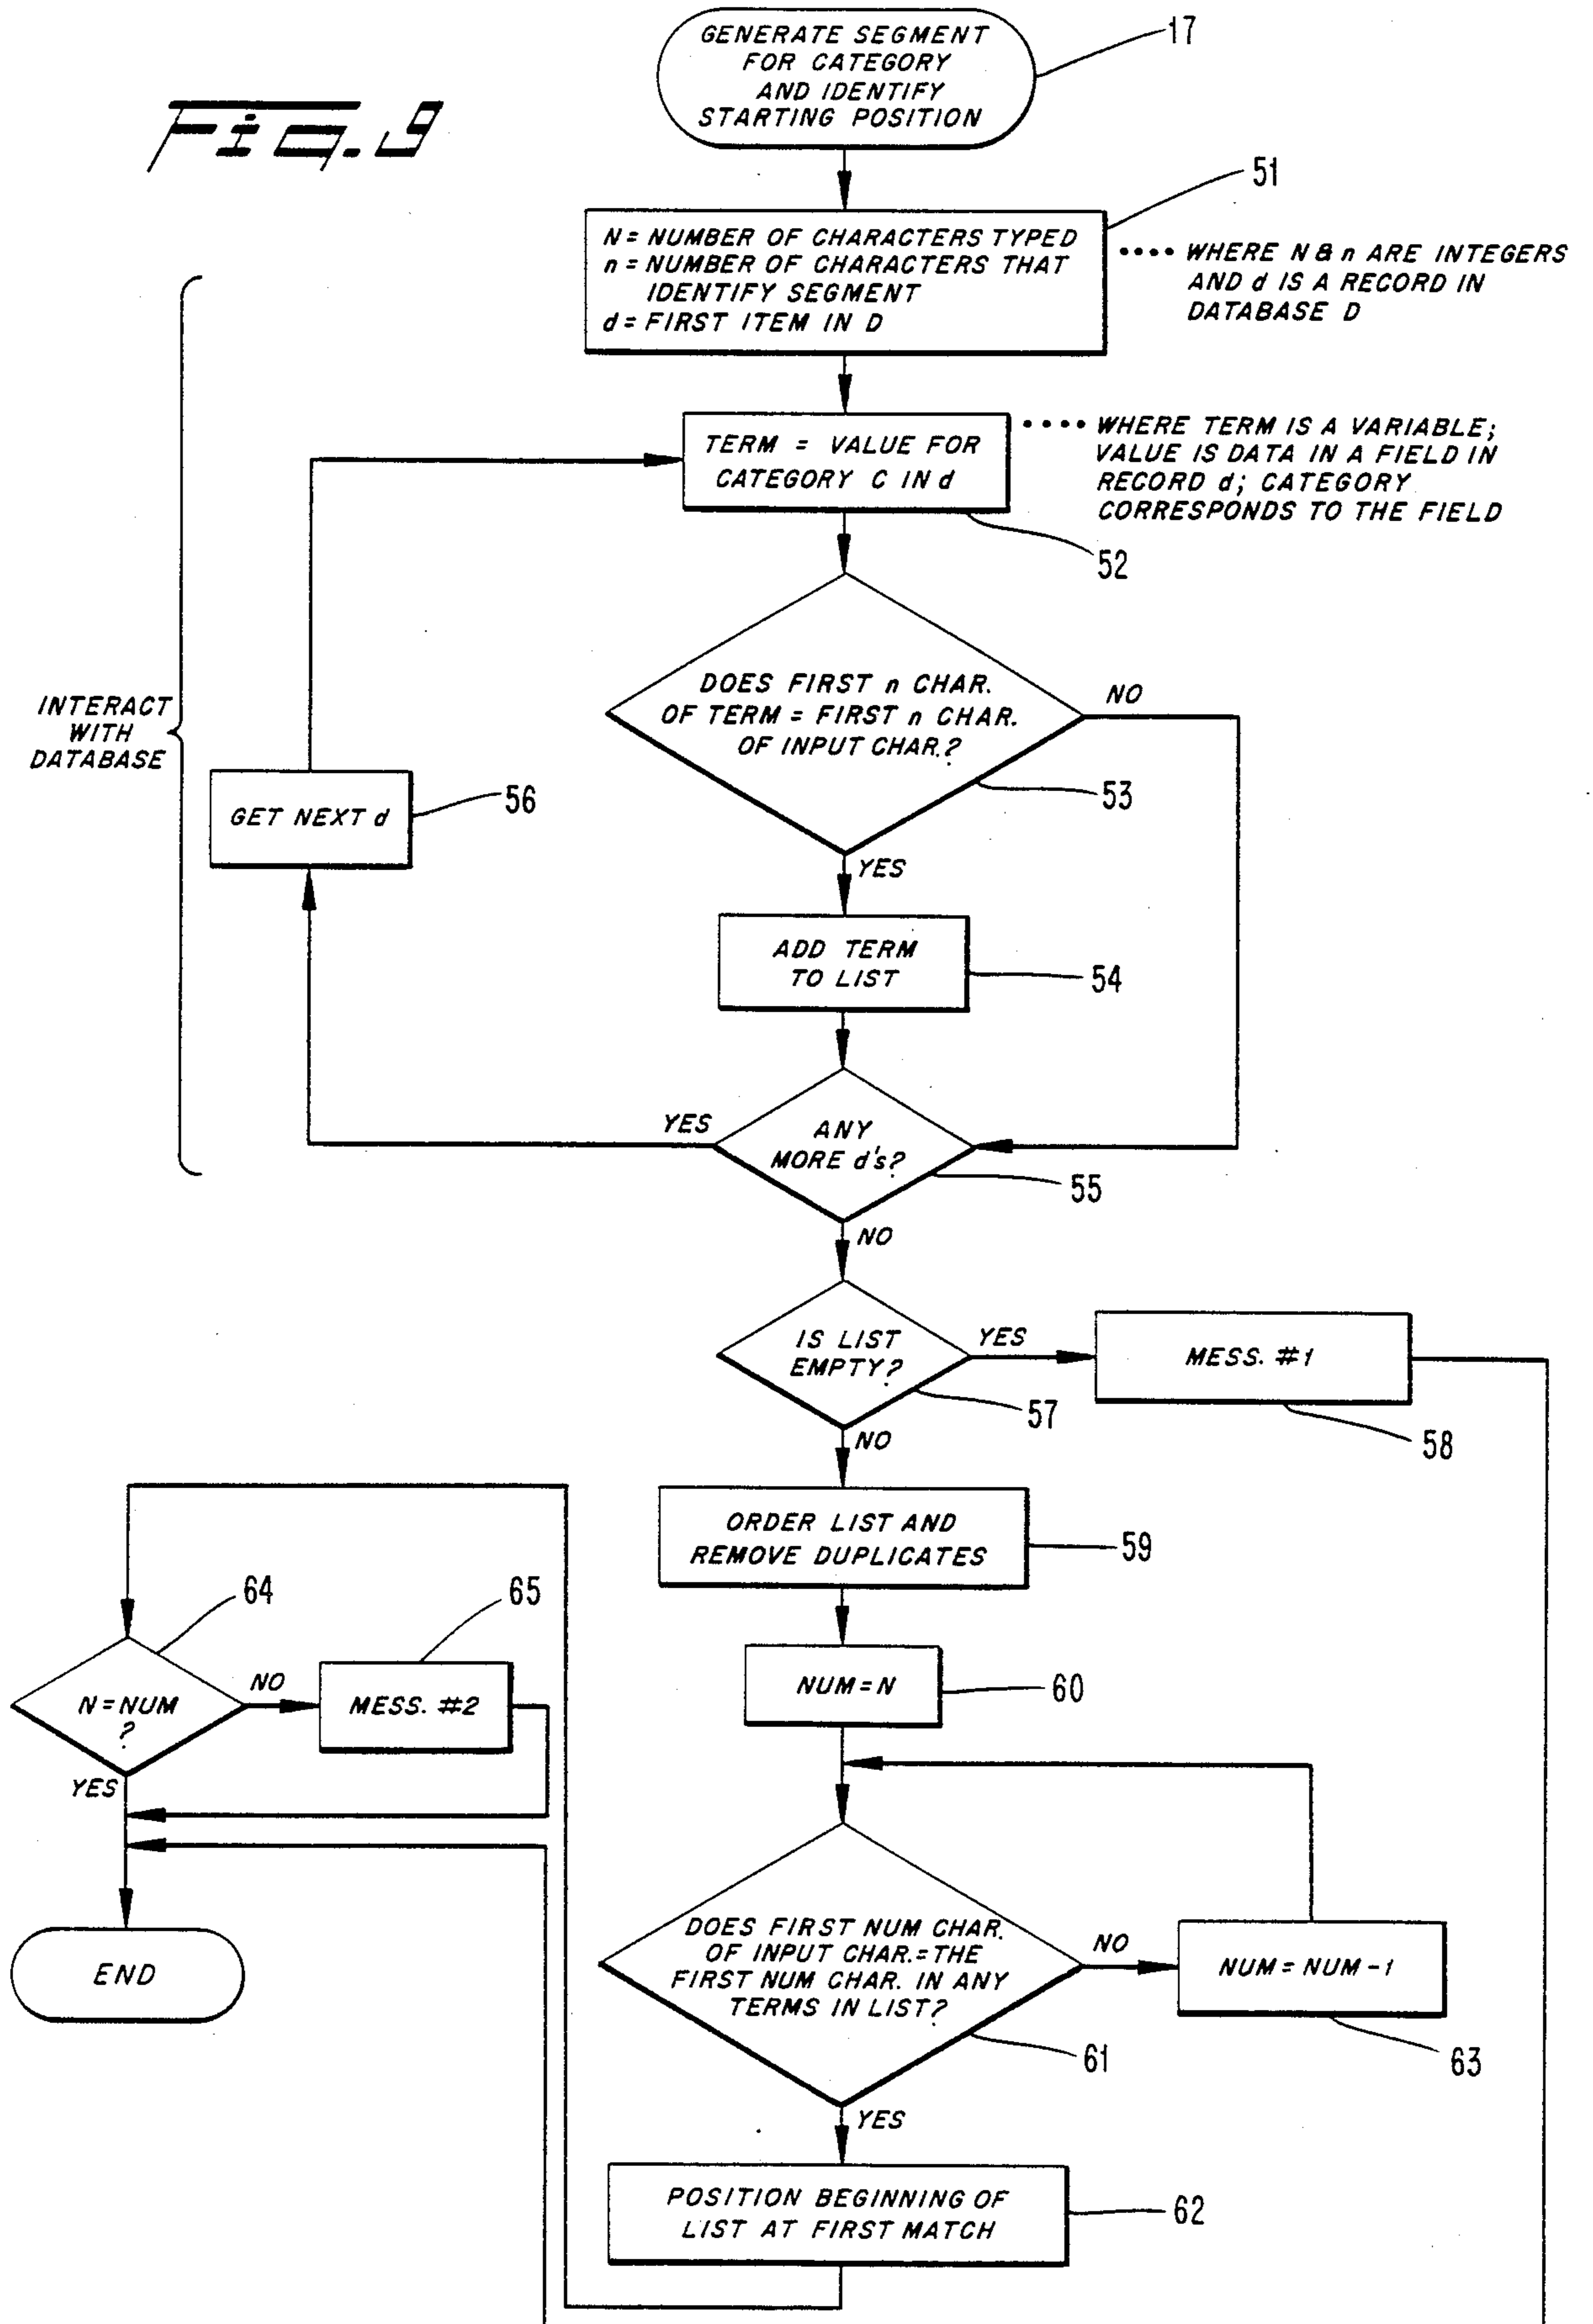 FIG. 9
GENERATE SEGMENT
FOR CATEGORY
AND IDENTIFY
STARTING POSITION
17
51
N = NUMBER OF CHARACTERS TYPED
n = NUMBER OF CHARACTERS THAT
IDENTIFY SEGMENT
d = FIRST ITEM IN D
•••• WHERE N & n ARE INTEGERS
AND d IS A RECORD IN
DATABASE D
TERM = VALUE FOR
CATEGORY C IN d
•••• WHERE TERM IS A VARIABLE;
VALUE IS DATA IN A FIELD IN
RECORD d; CATEGORY
CORRESPONDS TO THE FIELD
52
INTERACT
WITH
DATABASE
DOES FIRST n CHAR.
OF TERM = FIRST n CHAR.
OF INPUT CHAR.?
NO
53
GET NEXT d
56
YES
ADD TERM
TO LIST
54
YES
ANY
MORE d's?
55
NO
IS LIST
EMPTY?
YES
57
MESS. #1
58
NO
ORDER LIST AND
REMOVE DUPLICATES
59
64
65
N = NUM
?
NO
MESS. #2
YES
NUM = N
60
END
DOES FIRST NUM CHAR.
OF INPUT CHAR. = THE
FIRST NUM CHAR. IN ANY
TERMS IN LIST?
NO
61
NUM = NUM - 1
63
YES
POSITION BEGINNING OF
LIST AT FIRST MATCH
62